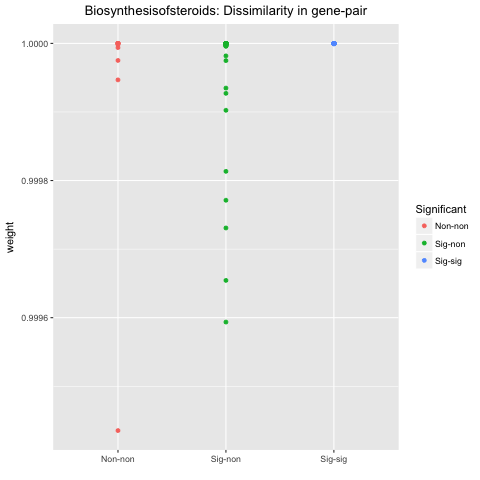 Biosynthesisofsteroids: Dissimilarity in gene-pair
1.0000
0.9998
0.9996
weight
Non-non
Sig-non
Sig-sig
Significant
Non-non
Sig-non
Sig-sig